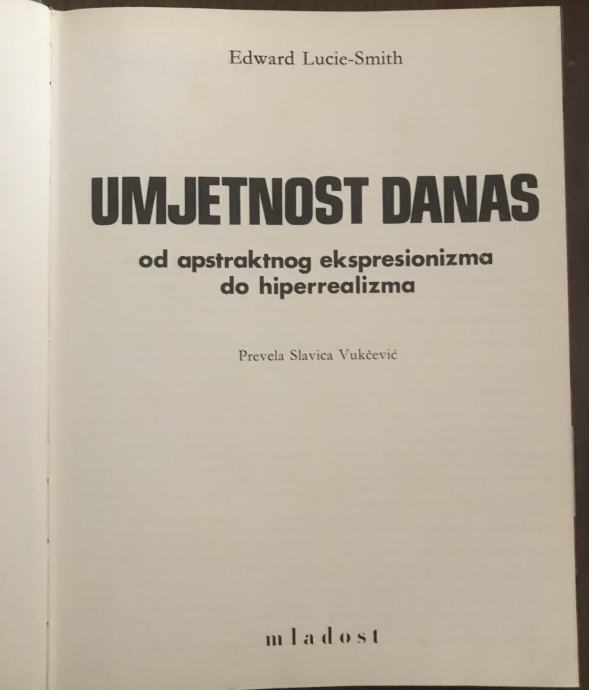 Edward Lucie-Smith
UMJETNOST DANAS
od apstraktnog ekspresionizma
do hiperrealizma
Prevela Slavica Vukčević
mladost